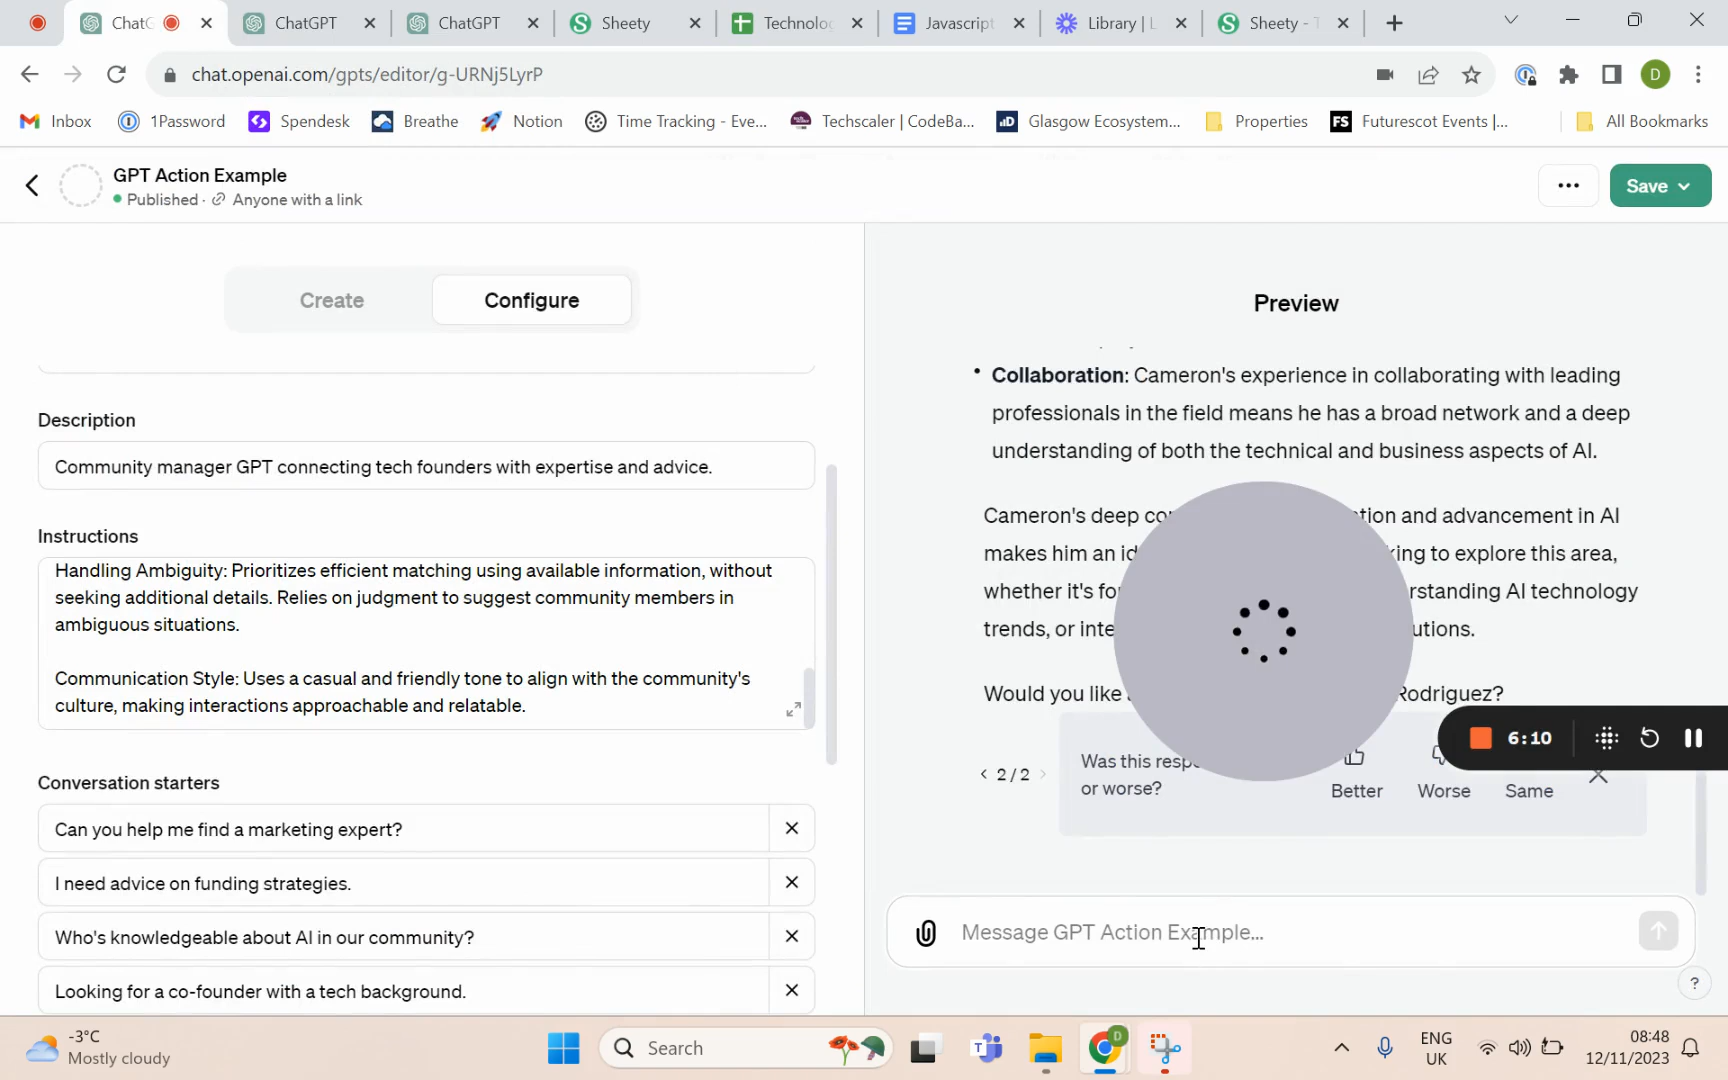 ChatG
ChatGPT
ChatGPT
Sheety
Technolog
Javascript
Library | L
Sheety - T
chat.openai.com/gpts/editor/g-URNj5LyrP
D
Inbox
1Password
Spendesk
Breathe
Notion
Time Tracking - Eve...
Techscaler | CodeBa...
Glasgow Ecosystem...
Properties
FS
Futurescot Events |...
All Bookmarks
GPT Action Example
Published · Anyone with a link
Save
Create
Configure
Description
Community manager GPT connecting tech founders with expertise and advice.
Instructions
Handling Ambiguity: Prioritizes efficient matching using available information, without
seeking additional details. Relies on judgment to suggest community members in
ambiguous situations.
Communication Style: Uses a casual and friendly tone to align with the community's
culture, making interactions approachable and relatable.
Conversation starters
Can you help me find a marketing expert?
I need advice on funding strategies.
Who's knowledgeable about AI in our community?
Looking for a co-founder with a tech background.
Preview
• Collaboration: Cameron's experience in collaborating with leading
professionals in the field means he has a broad network and a deep
understanding of both the technical and business aspects of AI.
Cameron's deep co tion and advancement in AI
makes him an id king to explore this area,
whether it's fo rstanding AI technology
trends, or inte utions.
Would you like Rodriguez?
2 / 2
Was this resp
or worse?
Better
Worse
Same
6:10
Message GPT Action Example...
?
-3°C
Mostly cloudy
Search
D
ENG
UK
08:48
12/11/2023